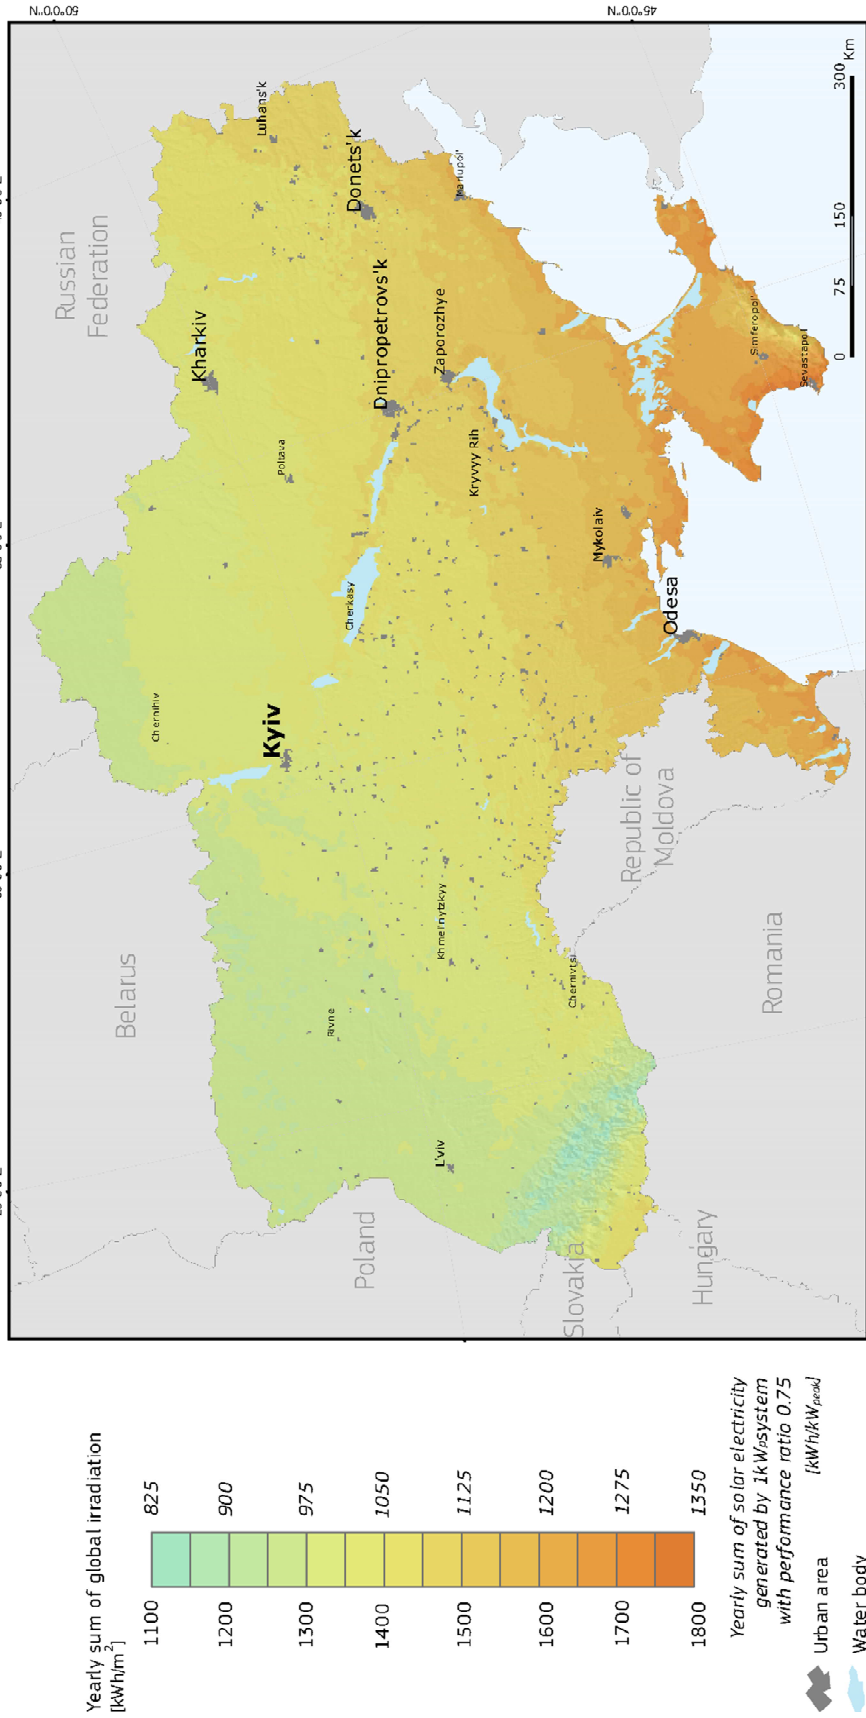 Yearly sum of global irradiation
[kWh/m²]
1100 825
1200 900
1300 975
1400 1050
1500 1125
1600 1200
1700 1275
1800 1350
Yearly sum of solar electricity
generated by 1kWp system
with performance ratio 0.75
[kWh/kWpeak]
Urban area
Water body
50°0'0"N
45°0'0"N
Russian
Federation
Belarus
Poland
Slovakia
Hungary
Romania
Republic of
Moldova
Luhans'k
Donets'k
Mariupol'
Kharkiv
Dnipropetrovs'k
Zaporozhye
Poltava
Kryvyy Rih
Simferopol'
Sevastapol
Mykolaiv
Cherkasy
Odesa
Chernihiv
Kyiv
Khmel'nytzkyy
Rivne
Chernivtsi
L'viv
0 75 150 300 Km